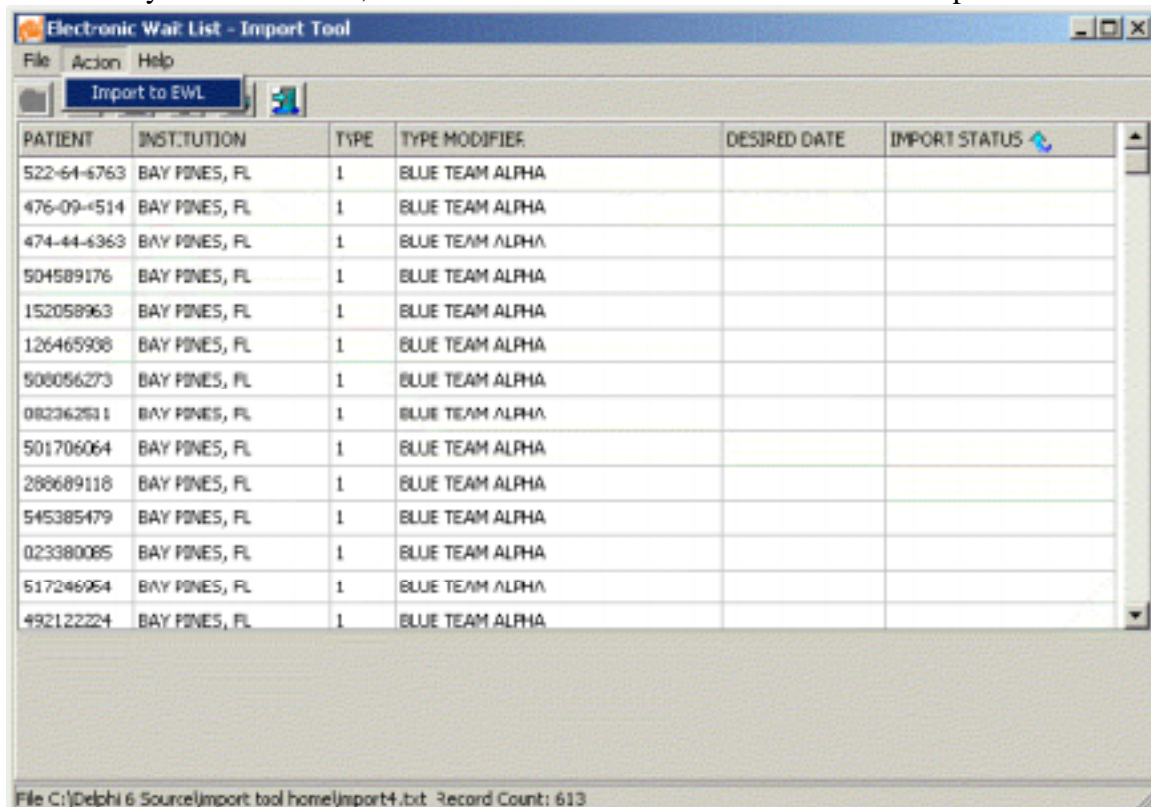 Electronic Wait List - Import Tool
File Action Help
Import to EWL
PATIENT INSTITUTION TYPE TYPE MODIFIER DESIRED DATE IMPORT STATUS
522-64-6763 BAY PINES, FL 1 BLUE TEAM ALPHA
476-09-4514 BAY PINES, FL 1 BLUE TEAM ALPHA
474-44-6363 BAY PINES, FL 1 BLUE TEAM ALPHA
504589176 BAY PINES, FL 1 BLUE TEAM ALPHA
152058963 BAY PINES, FL 1 BLUE TEAM ALPHA
126465938 BAY PINES, FL 1 BLUE TEAM ALPHA
508056273 BAY PINES, FL 1 BLUE TEAM ALPHA
082362511 BAY PINES, FL 1 BLUE TEAM ALPHA
501706064 BAY PINES, FL 1 BLUE TEAM ALPHA
288689118 BAY PINES, FL 1 BLUE TEAM ALPHA
545385479 BAY PINES, FL 1 BLUE TEAM ALPHA
023380085 BAY PINES, FL 1 BLUE TEAM ALPHA
517246954 BAY PINES, FL 1 BLUE TEAM ALPHA
492122224 BAY PINES, FL 1 BLUE TEAM ALPHA
File C:\Delphi 6 Source\import tool home\import4.txt Record Count: 613